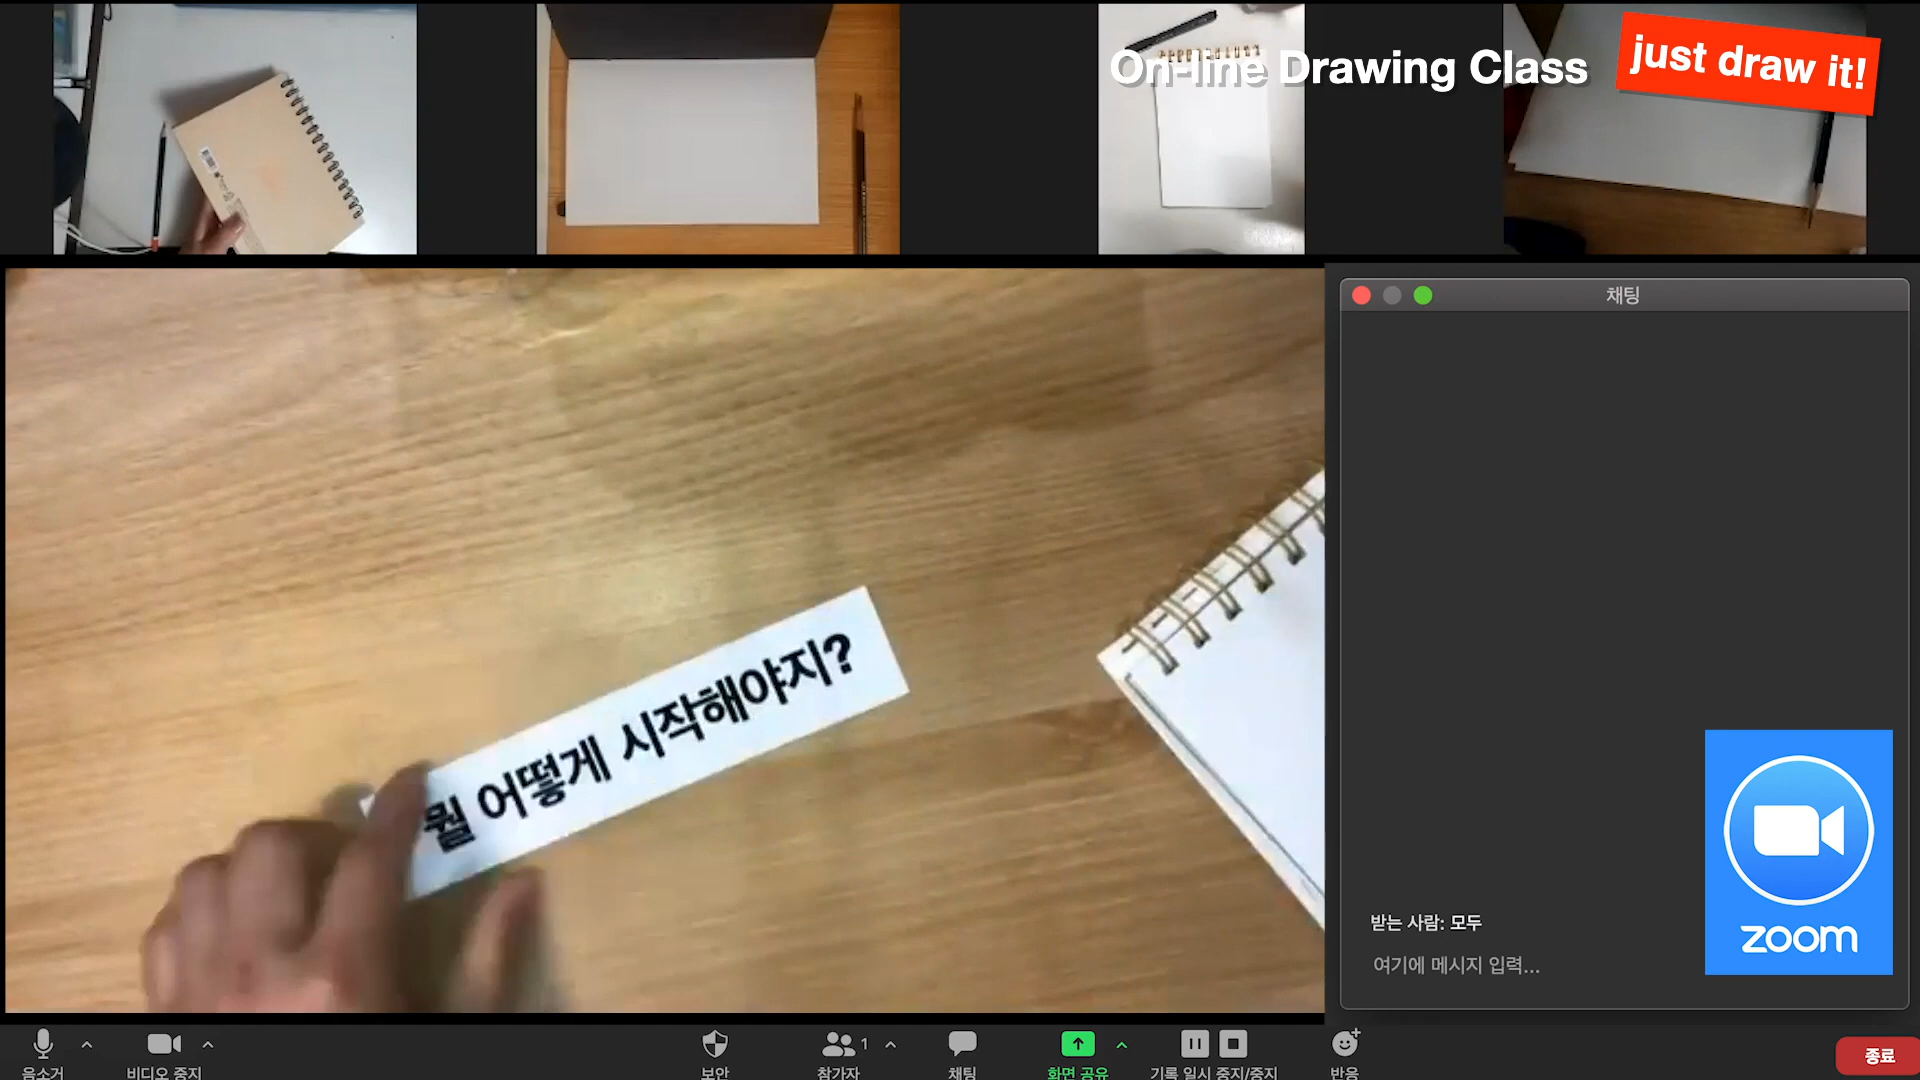 On-line Drawing Class
just draw it!
채팅
뭘 어떻게 시작해야지?
받는 사람: 모두
여기에 메시지 입력...
zoom
음소거
비디오 중지
보안
1
참가자
채팅
화면 공유
기록 일시 중지/중지
반응
종료